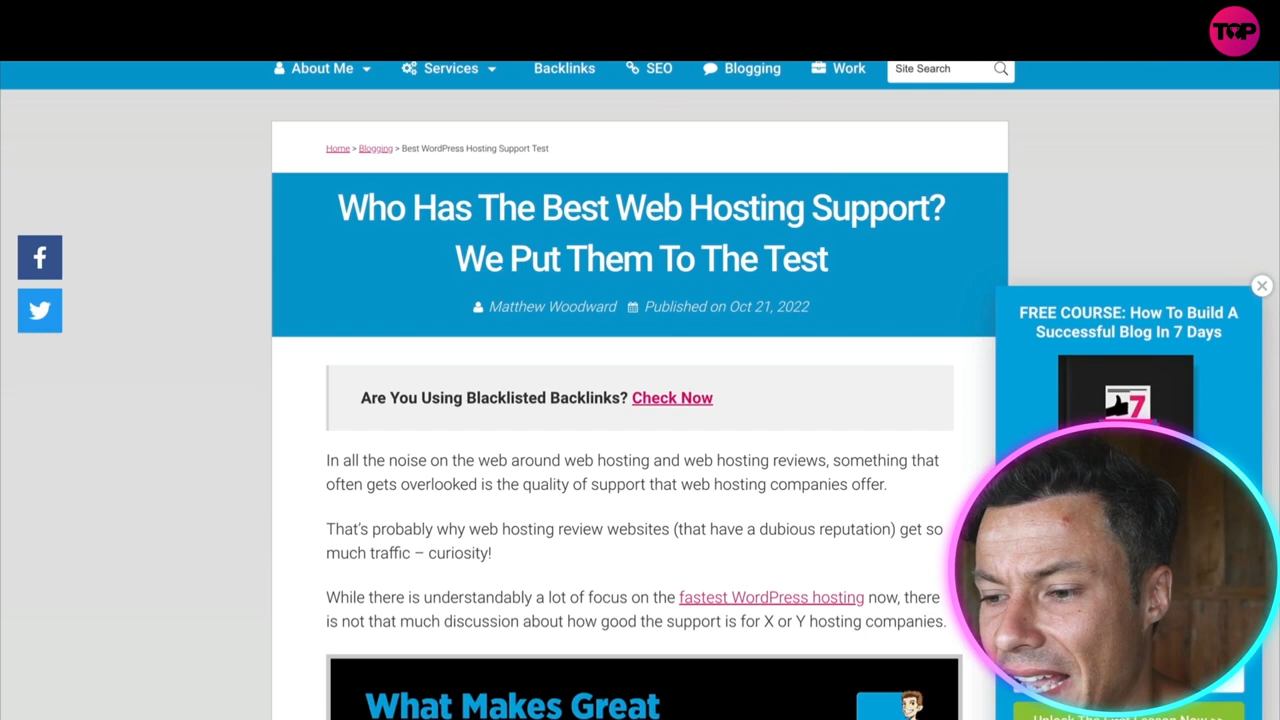 TOP
About Me
Services
Backlinks
SEO
Blogging
Work
Site Search
Home > Blogging > Best WordPress Hosting Support Test
Who Has The Best Web Hosting Support?
We Put Them To The Test
Matthew Woodward Published on Oct 21, 2022
Are You Using Blacklisted Backlinks? Check Now
In all the noise on the web around web hosting and web hosting reviews, something that
often gets overlooked is the quality of support that web hosting companies offer.
That's probably why web hosting review websites (that have a dubious reputation) get so
much traffic – curiosity!
While there is understandably a lot of focus on the fastest WordPress hosting now, there
is not that much discussion about how good the support is for X or Y hosting companies.
What Makes Great
FREE COURSE: How To Build A
Successful Blog In 7 Days
7